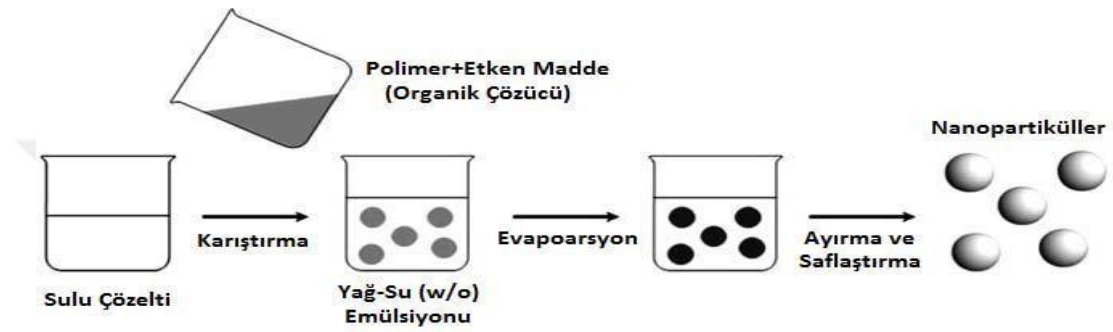 Polimer+Etken Madde
(Organik Çözücü)
Nanopartiküller
Karıştırma
Evapoarsyon
Ayırma ve
Saflaştırma
Sulu Çözelti
Yağ-Su (w/o)
Emülsiyonu